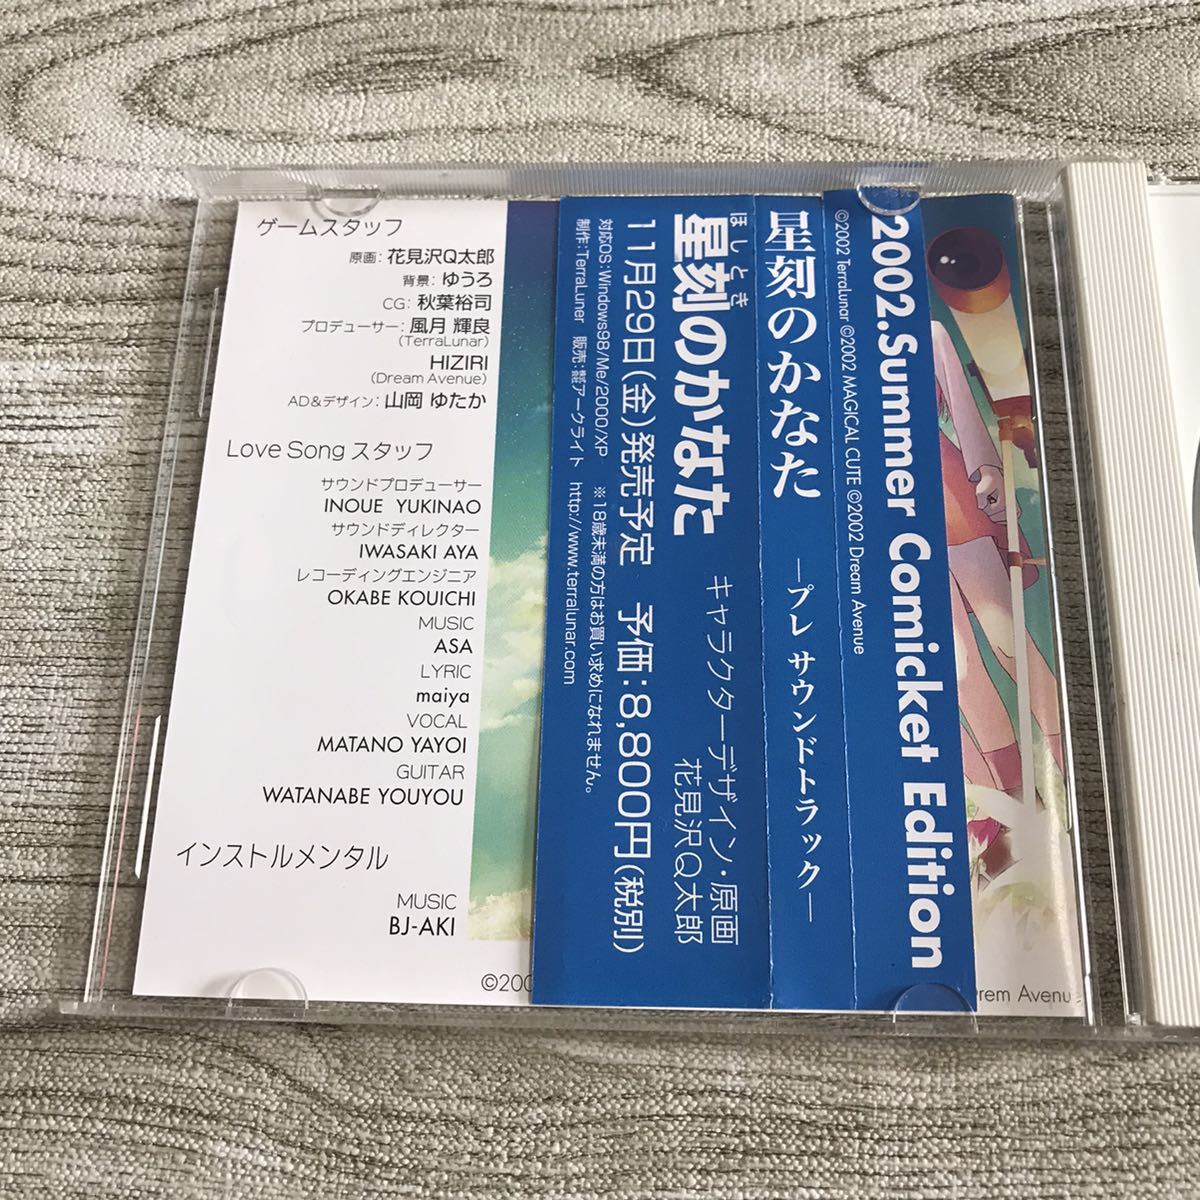 ゲームスタッフ
原画：花見沢Q太郎
背景：ゆうろ
CG：秋葉裕司
プロデューサー：風月 輝良
(TerraLunar)
HIZIRI
(Dream Avenue)
AD&デザイン：山岡 ゆたか
Love Song スタッフ
サウンドプロデューサー
INOUE YUKINAO
サウンドディレクター
IWASAKI AYA
レコーディングエンジニア
OKABE KOUICHI
MUSIC
ASA
LYRIC
maiya
VOCAL
MATANO YAYOI
GUITAR
WATANABE YOUYOU
インストルメンタル
MUSIC
BJ-AKI
©200
2002.Summer Comicket Edition
©2002 TerraLunar ©2002 MAGICAL CUTE ©2002 Dream Avenue
星刻のかなた －プレ サウンドトラック－
ほしとき
星刻のかなた
キャラクターデザイン・原画
花見沢Q太郎
11月29日(金)発売予定 予価：8,800円(税別)
対応OS：Windows98/Me/2000/XP ※18歳未満の方はお買い求めになれません。
制作：TerraLuner 販売：株式会社アークライト http://www.terralunar.com
Derem Avenu